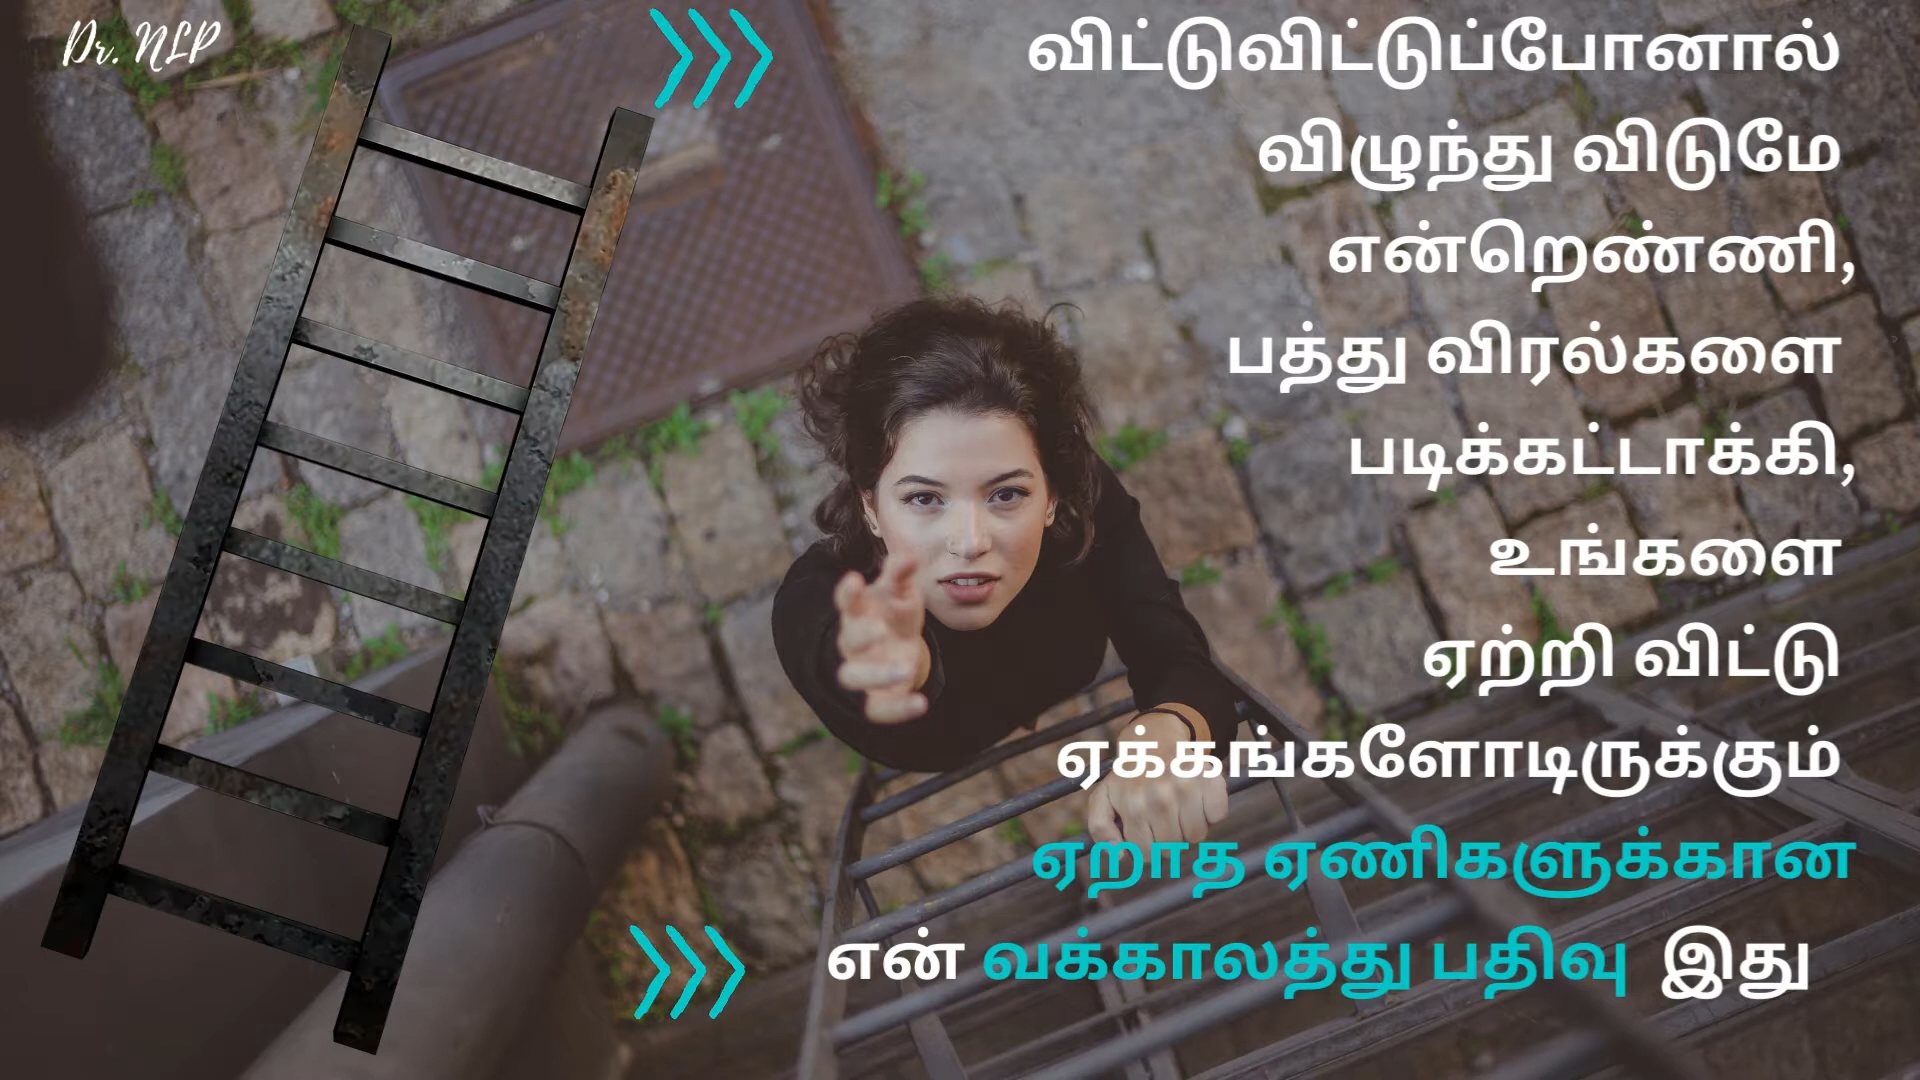 Dr. NLP
விட்டுவிட்டுப்போனால்
விழுந்து விடுமே
என்றெண்ணி,
பத்து விரல்களை
படிக்கட்டாக்கி,
உங்களை
ஏற்றி விட்டு
ஏக்கங்களோடிருக்கும்
ஏறாத ஏணிகளுக்கான
என் வக்காலத்து பதிவு இது